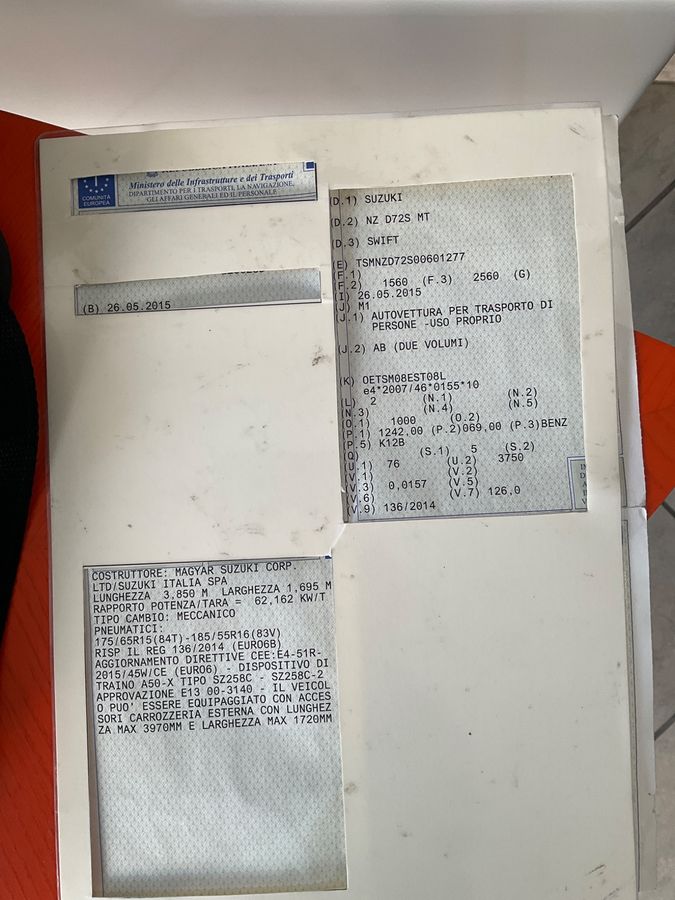 Ministero delle Infrastrutture e dei Trasporti
DIPARTIMENTO PER I TRASPORTI, LA NAVIGAZIONE,
GLI AFFARI GENERALI ED IL PERSONALE
COMUNITÀ
EUROPEA
(B) 26.05.2015
(D.1) SUZUKI
(D.2) NZ D72S MT
(D.3) SWIFT
(E) TSMNZD72S00601277
(F.1)
(F.2) 1560 (F.3) 2560 (G)
(I) 26.05.2015
(J) M1
(J.1) AUTOVETTURA PER TRASPORTO DI
PERSONE -USO PROPRIO
(J.2) AB (DUE VOLUMI)
(K) OETSM08EST08L
e4*2007/46*0155*10
(L) 2 (N.1) (N.2)
(N.3) (N.4) (N.5)
(O.1) 1000 (O.2)
(P.1) 1242,00 (P.2)069,00 (P.3)BENZ
(P.5) K12B
(Q) (S.1) 5 (S.2)
(U.1) 76 (U.2) 3750
(V.1) (V.2)
(V.3) 0,0157 (V.5)
(V.6) (V.7) 126,0
(V.9) 136/2014
COSTRUTTORE: MAGYAR SUZUKI CORP.
LTD/SUZUKI ITALIA SPA
LUNGHEZZA 3,850 M LARGHEZZA 1,695 M
RAPPORTO POTENZA/TARA = 62,162 KW/T
TIPO CAMBIO: MECCANICO
PNEUMATICI:
175/65R15(84T)-185/55R16(83V)
RISP IL REG 136/2014 (EURO6B)
AGGIORNAMENTO DIRETTIVE CEE:E4-51R-
2015/45W/CE (EURO6) - DISPOSITIVO DI
TRAINO A50-X TIPO SZ258C - SZ258C-2
APPROVAZIONE E13 00-3140 - IL VEICOL
O PUO' ESSERE EQUIPAGGIATO CON ACCES
SORI CARROZZERIA ESTERNA CON LUNGHEZ
ZA MAX 3970MM E LARGHEZZA MAX 1720MM